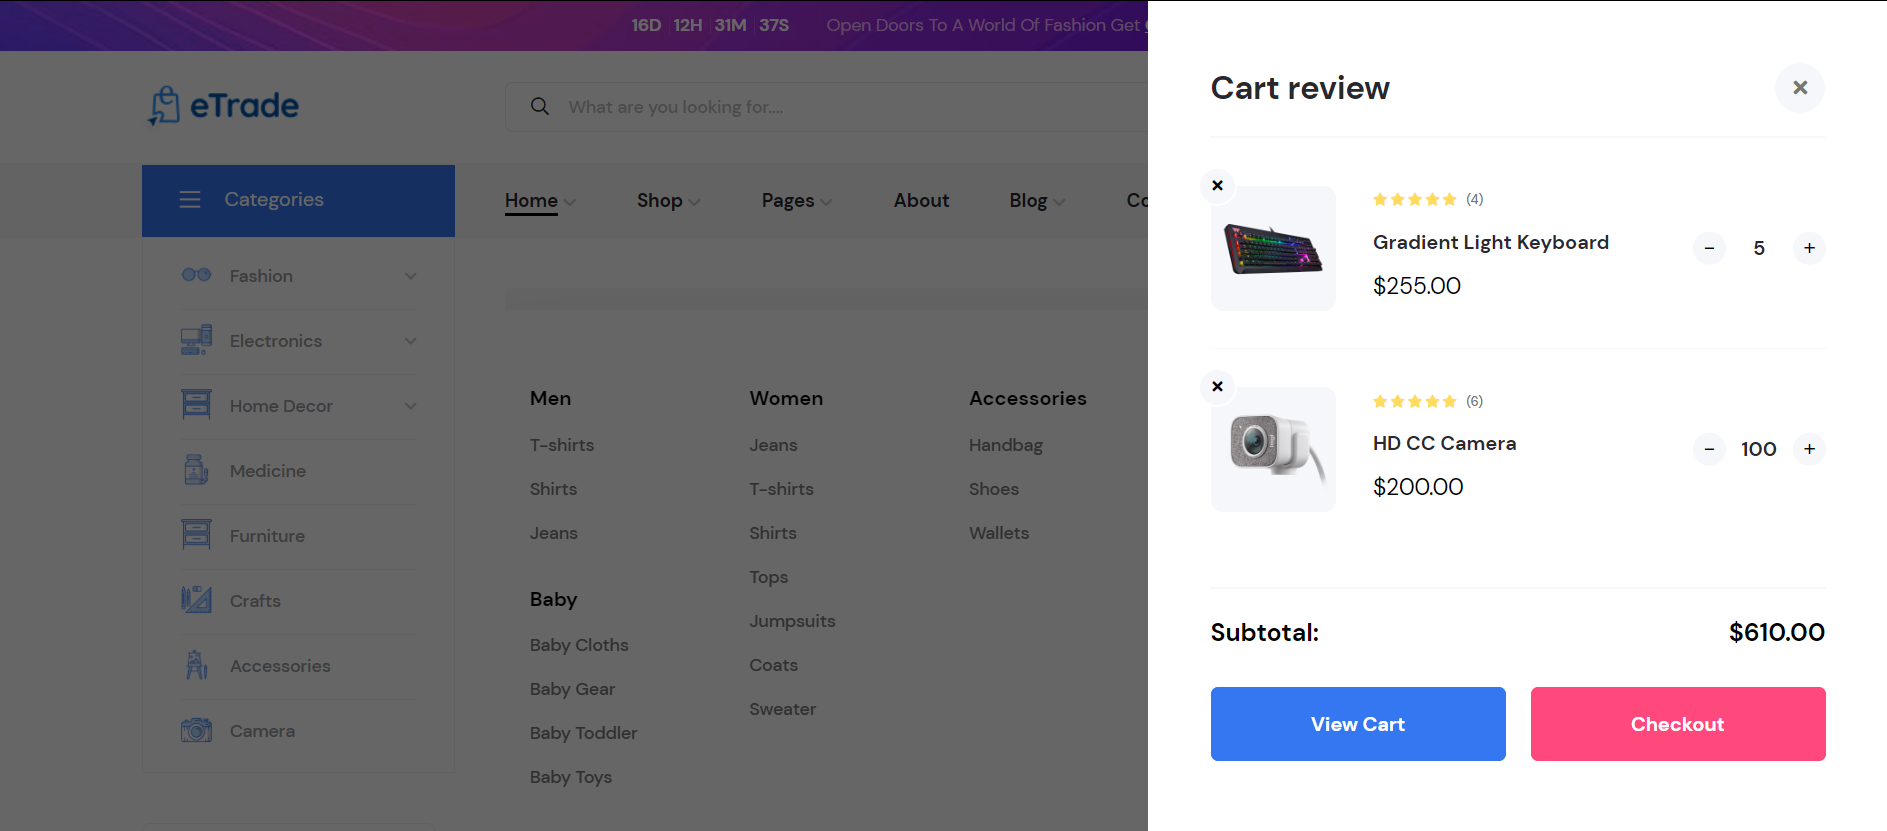 16D 12H 31M 37S Open Doors To A World Of Fashion Get
eTrade
What are you looking for....
Categories
Home Shop Pages About Blog
Fashion
Electronics
Home Decor
Medicine
Furniture
Crafts
Accessories
Camera
Men
T-shirts
Shirts
Jeans
Baby
Baby Cloths
Baby Gear
Baby Toddler
Baby Toys
Women
Jeans
T-shirts
Shirts
Tops
Jumpsuits
Coats
Sweater
Accessories
Handbag
Shoes
Wallets
Cart review
(4)
Gradient Light Keyboard
$255.00
- 5 +
(6)
HD CC Camera
$200.00
- 100 +
Subtotal: $610.00
View Cart
Checkout